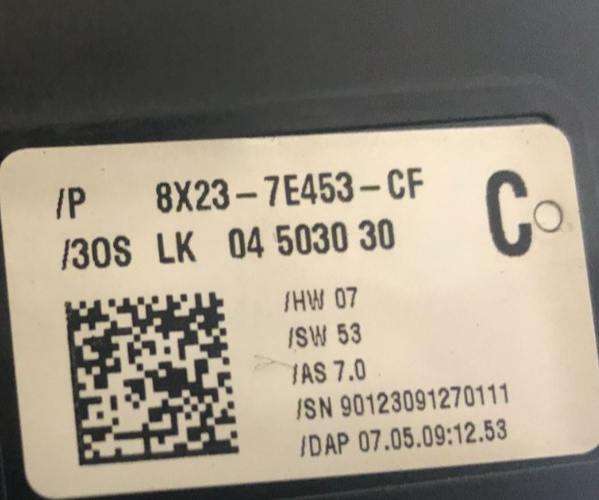 /P 8X23-7E453-CF
C
/30S LK 04 5030 30
/HW 07
/SW 53
/AS 7.0
/SN 90123091270111
/DAP 07.05.09:12.53